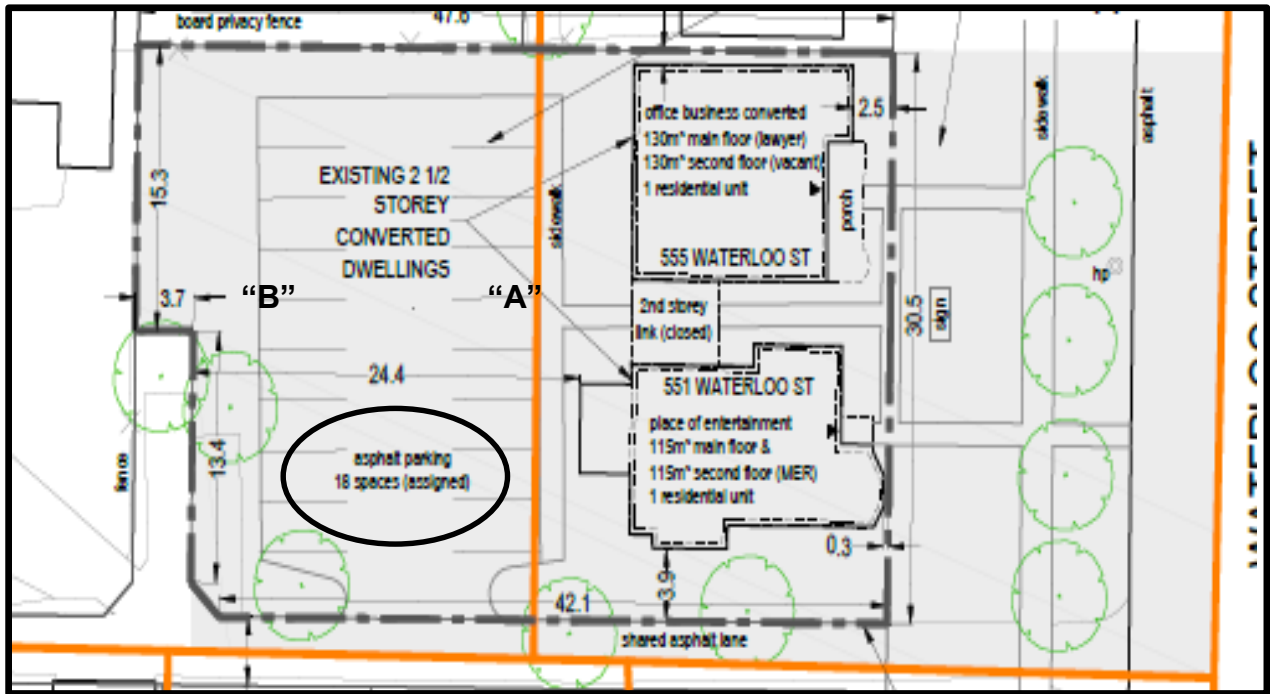 board privacy fence
47.6
office business converted
130m² main floor (lawyer)
130m² second floor (vacant)
1 residential unit
2.5
sidewalk
asphalt
EXISTING 2 1/2
STOREY
CONVERTED
DWELLINGS
15.3
sidewalk
porch
555 WATERLOO ST
hp
3.7
“B”
“A”
2nd storey
link (closed)
30.5
sign
24.4
551 WATERLOO ST
place of entertainment
115m² main floor &
115m² second floor (MER)
1 residential unit
13.4
asphalt parking
18 spaces (assigned)
fence
0.3
3.9
42.1
shared asphalt lane
WATERLOO STREET